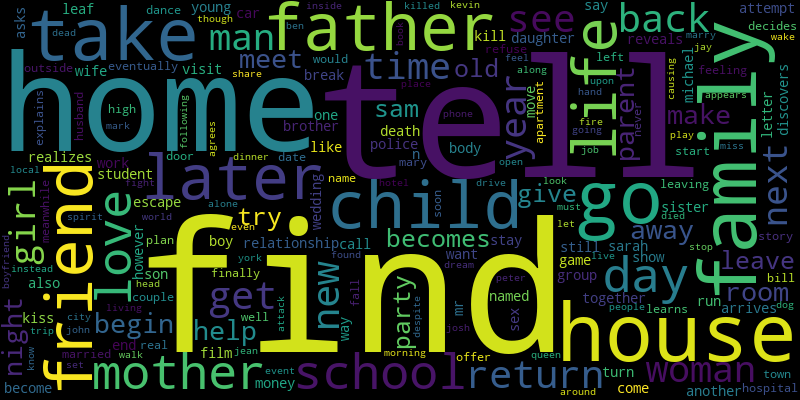 asks
leaf
dance
young
car
though
dead
take
wife
visit
eventually
outside
father
man
meet
break
share
inside
ben
killed
kevin
kill
would
daughter
time
old
see
refuse
book
feel
along
place
say
back
left
reveals
marry
jay
feeling
michael
causing
attempt
decides
wake
family
discovers
appears
home
tell
life
parent
never
year
move
apartment
upon
hand
fire
going
job
make
play
start
letter
miss
explains
husband
high
mark
following
agrees
one
brother
like
sam
death
police
n
mary
body
phone
open
local
realizes
work
door
dinner
date
student
escape
later
girl
meanwhile
spirit
love
fight
world
alone
name
hotel
wedding
child
drive
look
soon
give
must
let
go
sister
leaving
died
stop
story
next
friend
however
plan
son
boy
try
even
relationship
call
becomes
stay
want
dream
still
game
group
sarah
live
away
leave
boyfriend
instead
kiss
also
trip
night
know
become
begin
city
john
married
set
couple
head
living
end
walk
real
finally
york
get
help
film
well
jean
money
event
attack
find
new
found
way
fall
party
despite
morning
mr
josh
peter
named
sex
offer
queen
day
together
people
learns
run
room
bill
arrives
dog
house
mother
school
return
around
turn
come
woman
another
town
hospital